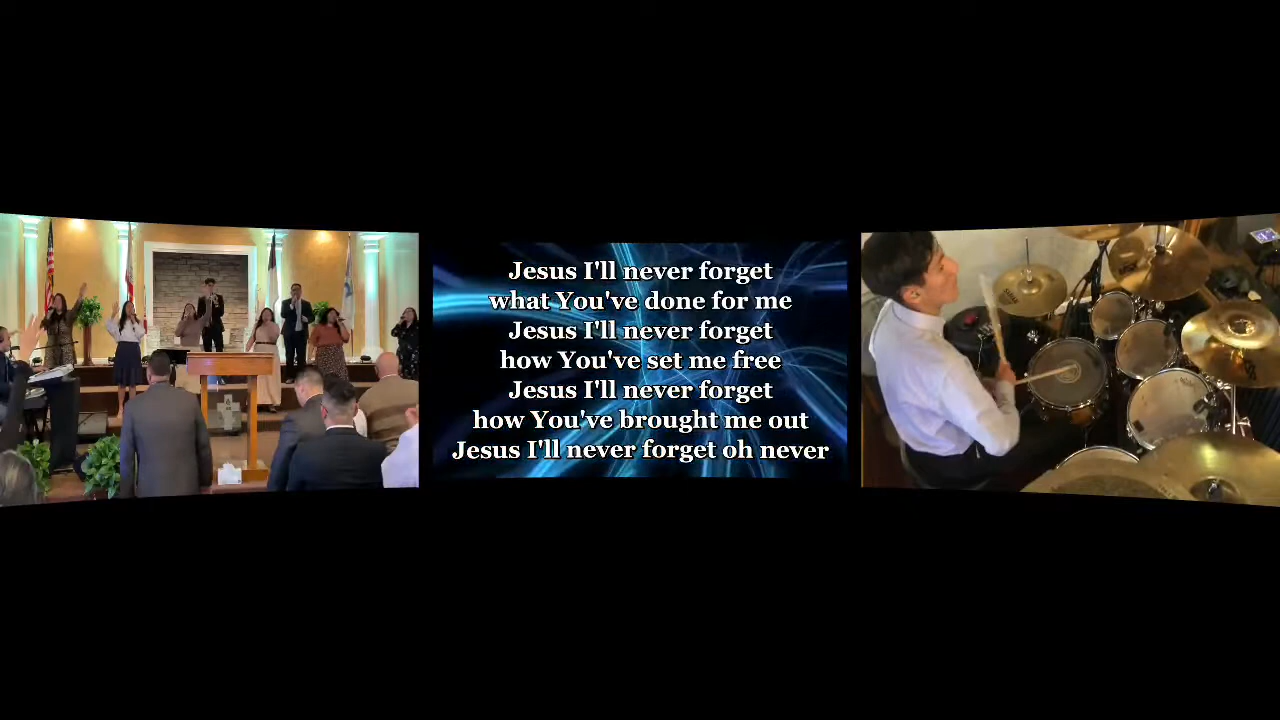 Jesus I'll never forget
what You've done for me
Jesus I'll never forget
how You've set me free
Jesus I'll never forget
how You've brought me out
Jesus I'll never forget oh never